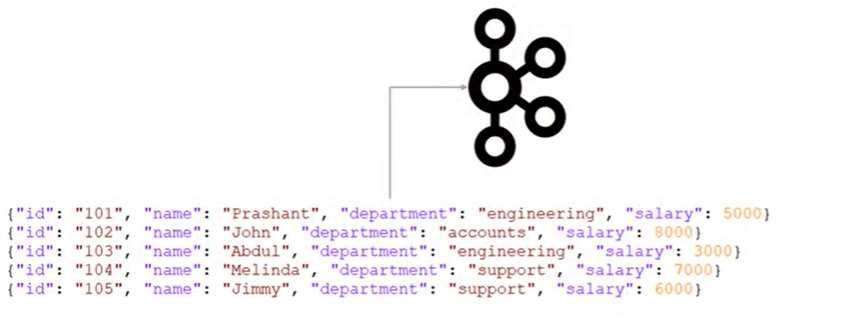 {"id": "101", "name": "Prashant", "department": "engineering", "salary": 5000}
{"id": "102", "name": "John", "department": "accounts", "salary": 8000}
{"id": "103", "name": "Abdul", "department": "engineering", "salary": 3000}
{"id": "104", "name": "Melinda", "department": "support", "salary": 7000}
{"id": "105", "name": "Jimmy", "department": "support", "salary": 6000}